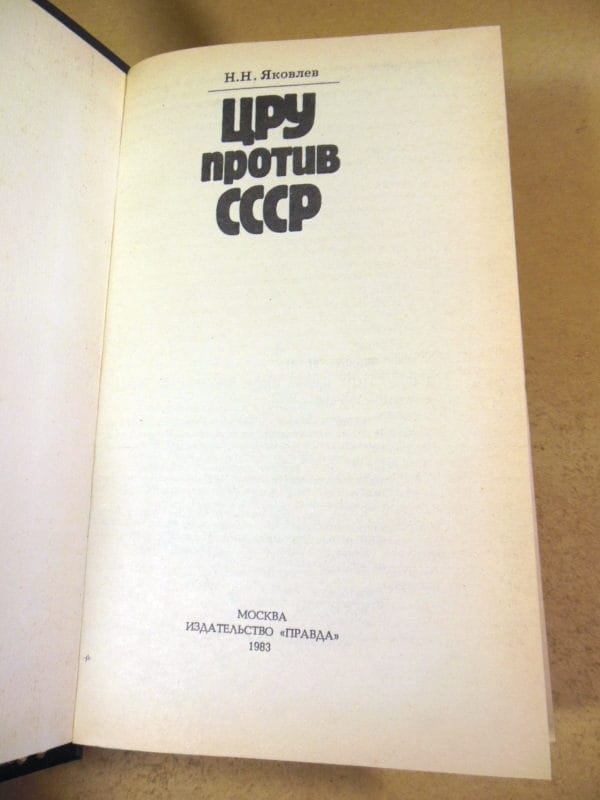 Н.Н. Яковлев
ЦРУ
против
СССР
МОСКВА
ИЗДАТЕЛЬСТВО «ПРАВДА»
1983